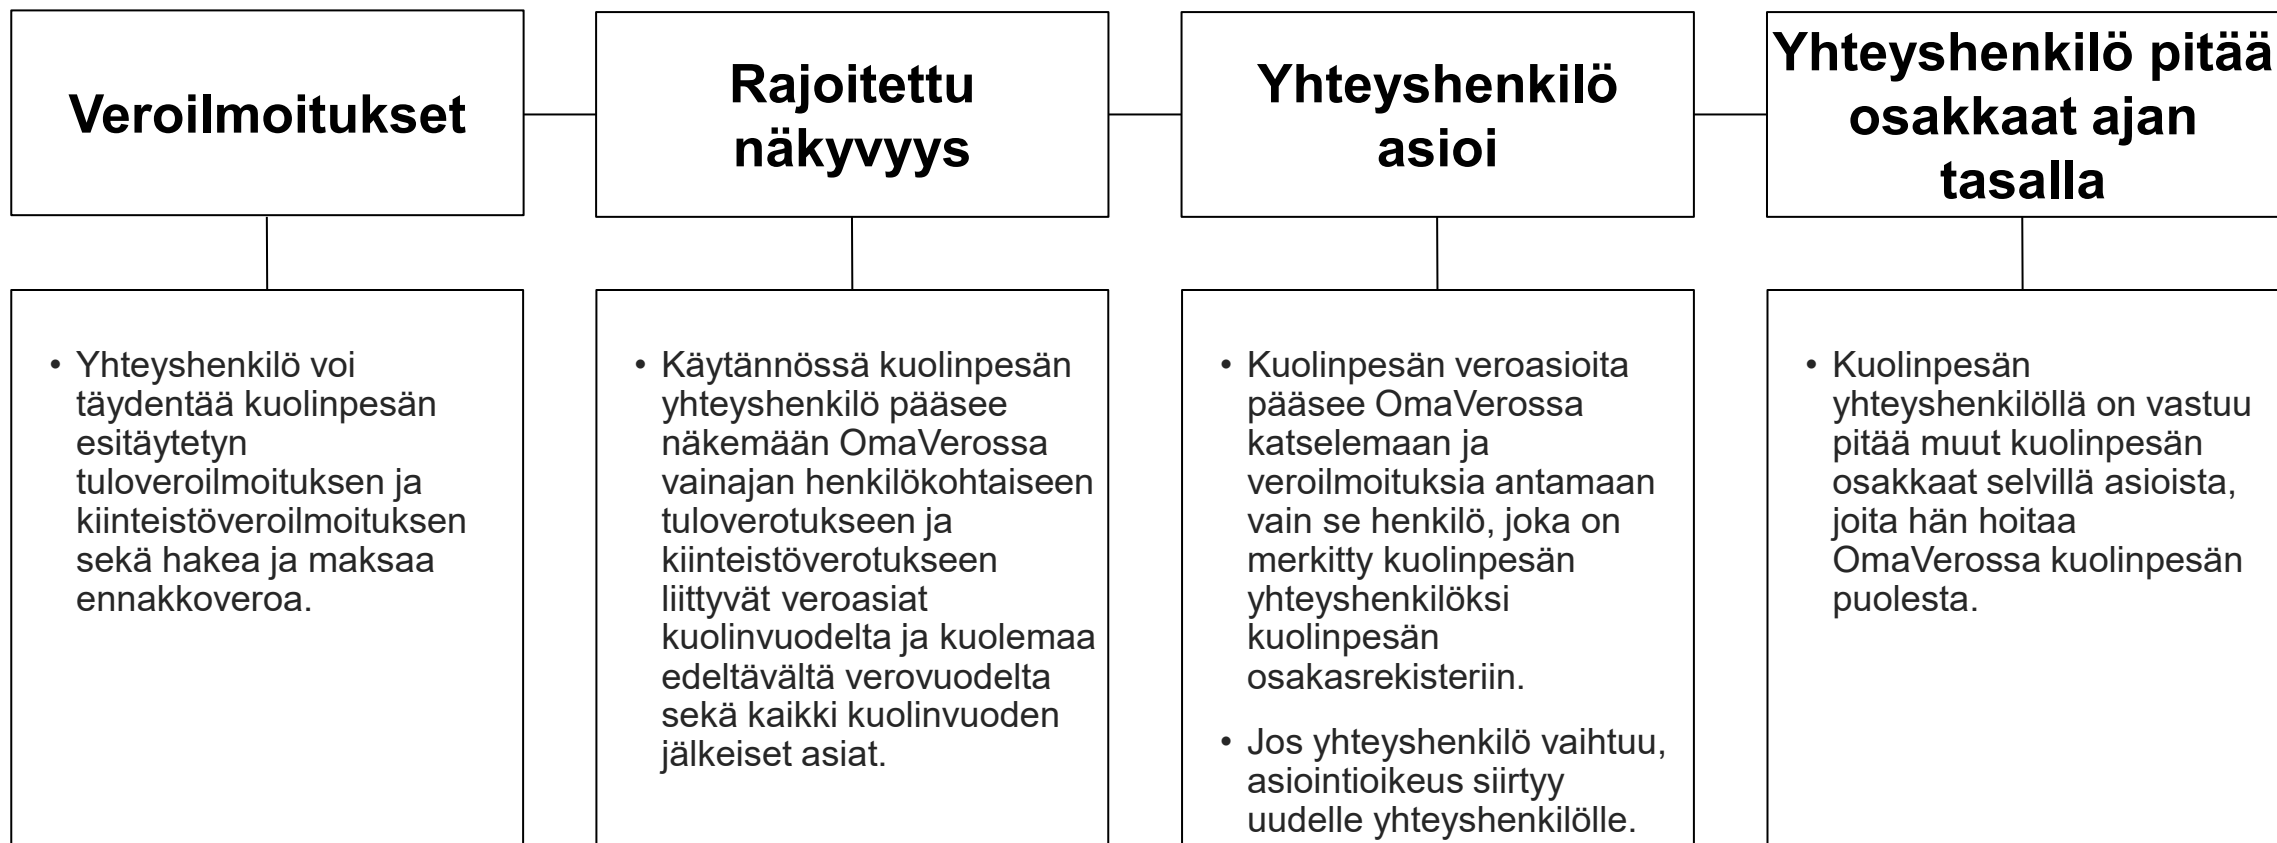 Veroilmoitukset
• Yhteyshenkilö voi
täydentää kuolinpesän
esitäytetyn
tuloveroilmoituksen ja
kiinteistöveroilmoituksen
sekä hakea ja maksaa
ennakkoveroa.
Rajoitettu
näkyvyys
• Käytännössä kuolinpesän
yhteyshenkilö pääsee
näkemään OmaVerossa
vainajan henkilökohtaiseen
tuloverotukseen ja
kiinteistöverotukseen
liittyvät veroasiat
kuolinvuodelta ja kuolemaa
edeltävältä verovuodelta
sekä kaikki kuolinvuoden
jälkeiset asiat.
Yhteyshenkilö
asioi
• Kuolinpesän veroasioita
pääsee OmaVerossa
katselemaan ja
veroilmoituksia antamaan
vain se henkilö, joka on
merkitty kuolinpesän
yhteyshenkilöksi
kuolinpesän
osakasrekisteriin.
• Jos yhteyshenkilö vaihtuu,
asiointioikeus siirtyy
uudelle yhteyshenkilölle.
Yhteyshenkilö pitää
osakkaat ajan
tasalla
• Kuolinpesän
yhteyshenkilöllä on vastuu
pitää muut kuolinpesän
osakkaat selvillä asioista,
joita hän hoitaa
OmaVerossa kuolinpesän
puolesta.